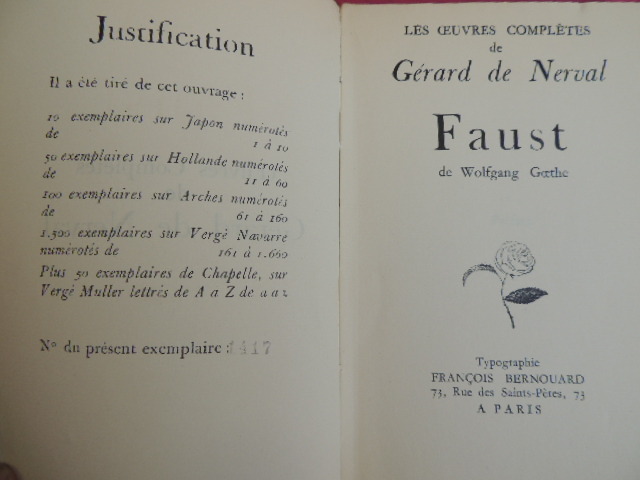 Justification
Il a été tiré de cet ouvrage :
10 exemplaires sur Japon numérotés
de 1 à 10
50 exemplaires sur Hollande numérotés
de 11 à 60
100 exemplaires sur Arches numérotés
de 61 à 160
1.500 exemplaires sur Vergé Navarre
numérotés de 161 à 1.660
Plus 50 exemplaires de Chapelle, sur
Vergé Muller lettrés de A a Z de a a z
Nº du présent exemplaire : 1417
LES ŒUVRES COMPLÈTES
de
Gérard de Nerval
Faust
de Wolfgang Gœthe
Typographie
FRANÇOIS BERNOUARD
73, Rue des Saints-Pères, 73
A PARIS